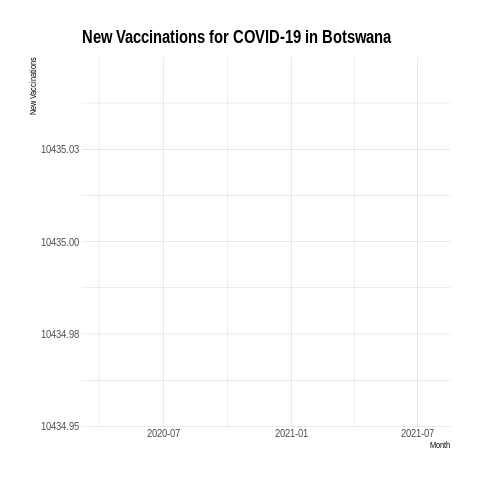 New Vaccinations for COVID-19 in Botswana
New Vaccinations
10435.03
10435.00
10434.98
10434.95
2020-07 2021-01 2021-07
Month